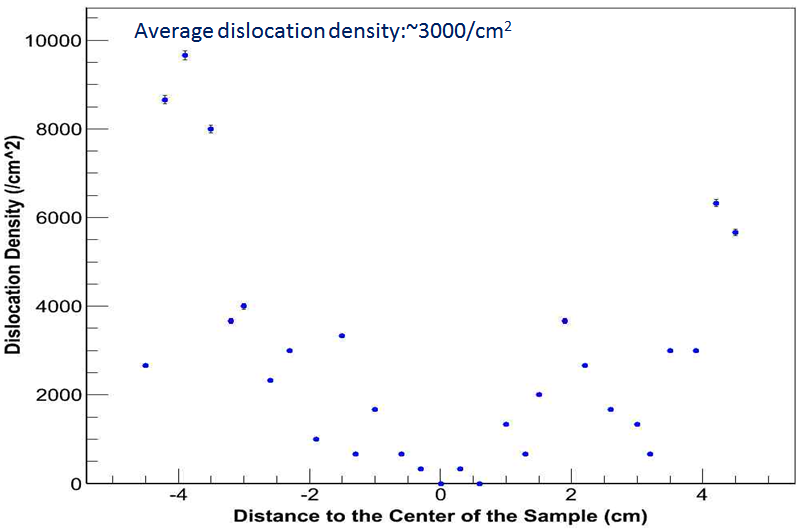 Average dislocation density:~3000/cm²
10000
8000
6000
4000
2000
0
Dislocation Density (/cm^2)
-4 -2 0 2 4
Distance to the Center of the Sample (cm)